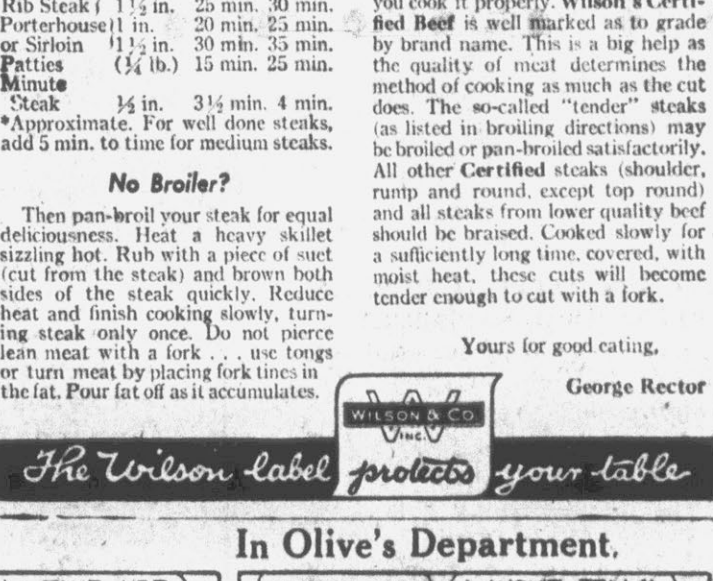 Rib Steak 1½ in. 25 min. 30 min.
Porterhouse 1 in. 20 min. 25 min.
or Sirloin 1½ in. 30 min. 35 min.
Patties (¼ lb.) 15 min. 25 min.
Minute
Steak ½ in. 3½ min. 4 min.
*Approximate. For well done steaks,
add 5 min. to time for medium steaks.
No Broiler?
Then pan-broil your steak for equal
deliciousness. Heat a heavy skillet
sizzling hot. Rub with a piece of suet
(cut from the steak) and brown both
sides of the steak quickly. Reduce
heat and finish cooking slowly, turn-
ing steak only once. Do not pierce
lean meat with a fork . . . use tongs
or turn meat by placing fork tines in
the fat. Pour fat off as it accumulates.
you cook it properly. Wilson's Certi-
fied Beef is well marked as to grade
by brand name. This is a big help as
the quality of meat determines the
method of cooking as much as the cut
does. The so-called "tender" steaks
(as listed in broiling directions) may
be broiled or pan-broiled satisfactorily.
All other Certified steaks (shoulder,
rump and round, except top round)
and all steaks from lower quality beef
should be braised. Cooked slowly for
a sufficiently long time, covered, with
moist heat, these cuts will become
tender enough to cut with a fork.
Yours for good eating,
George Rector
W
WILSON & CO
INC.
The Wilson label protects your table
In Olive's Department.